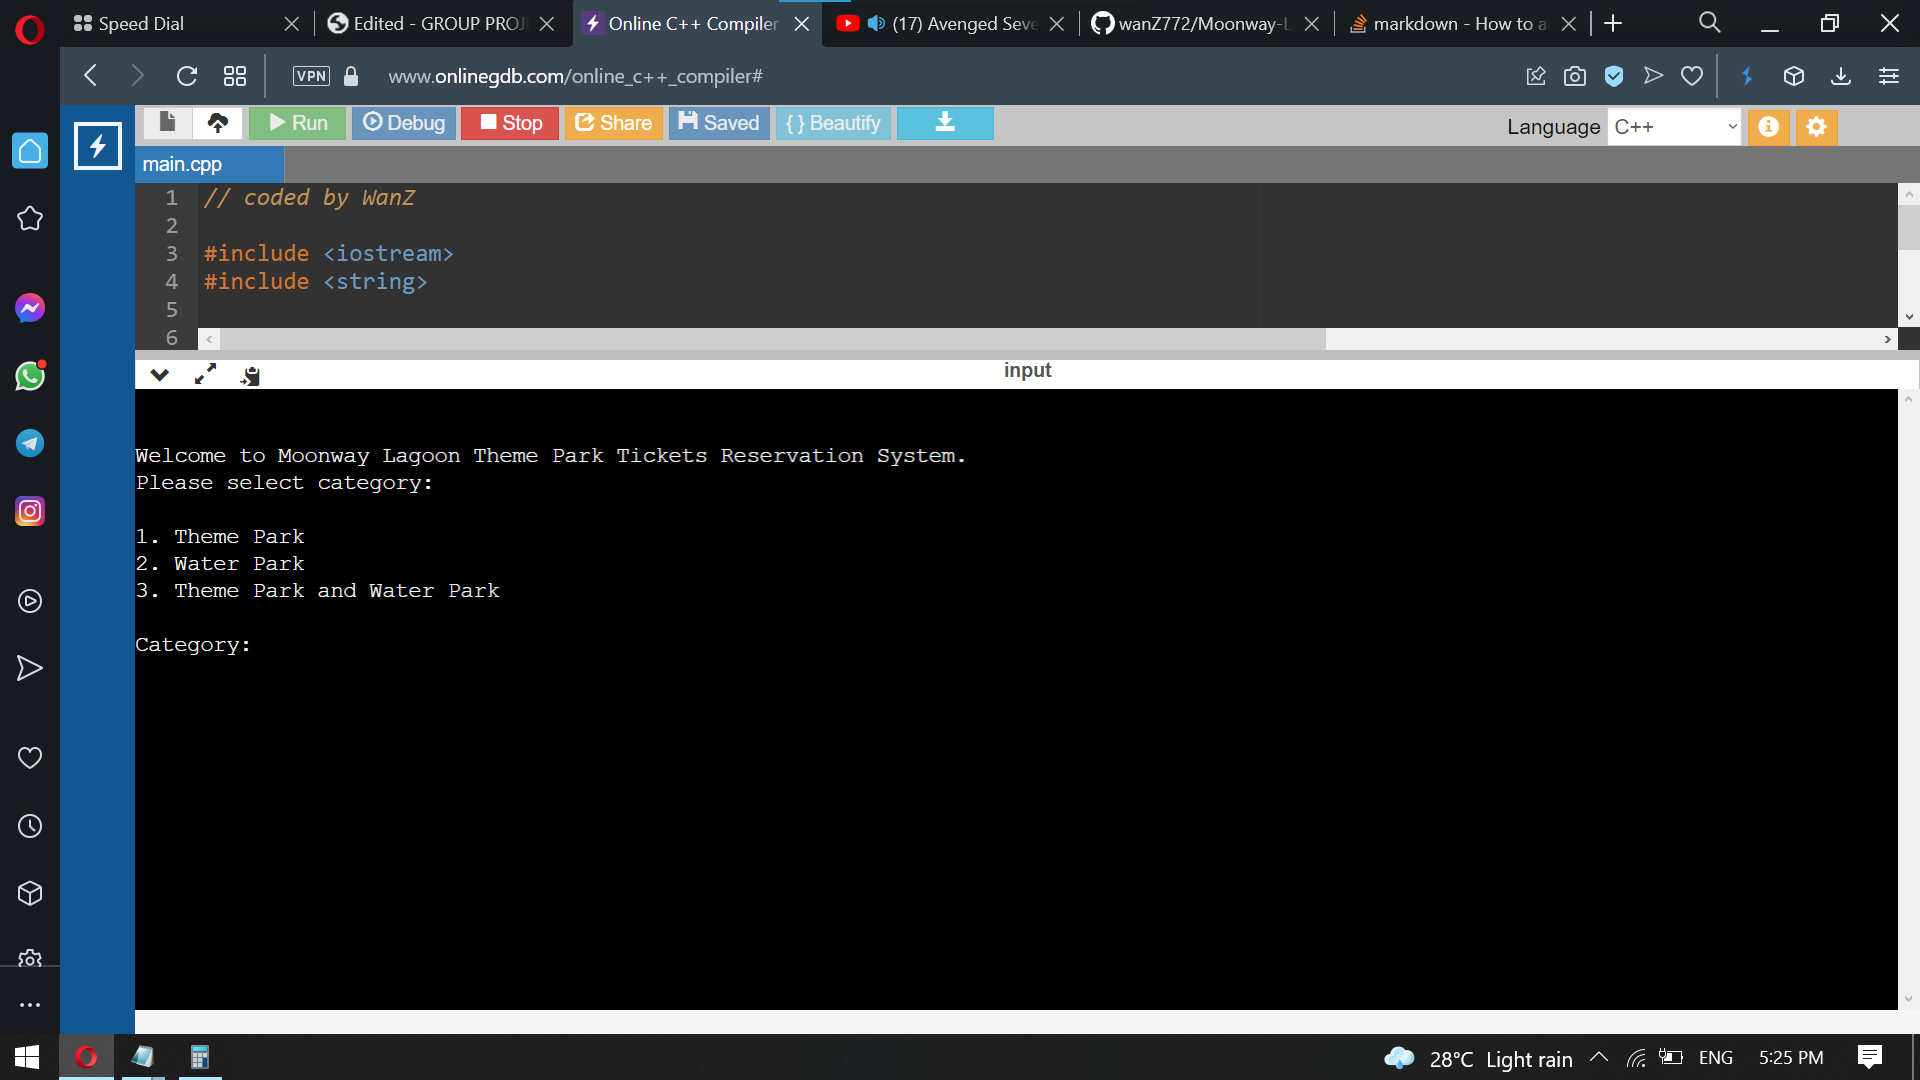 Speed Dial
Edited - GROUP PROJ
Online C++ Compiler
(17) Avenged Seve
wanZ772/Moonway-L
markdown - How to a
VPN
www.onlinegdb.com/online_c++_compiler#
Run
Debug
Stop
Share
Saved
{ } Beautify
Language
C++
main.cpp
1 // coded by WanZ
2
3 #include <iostream>
4 #include <string>
5
6
input
Welcome to Moonway Lagoon Theme Park Tickets Reservation System.
Please select category:
1. Theme Park
2. Water Park
3. Theme Park and Water Park
Category:
28°C Light rain
ENG
5:25 PM